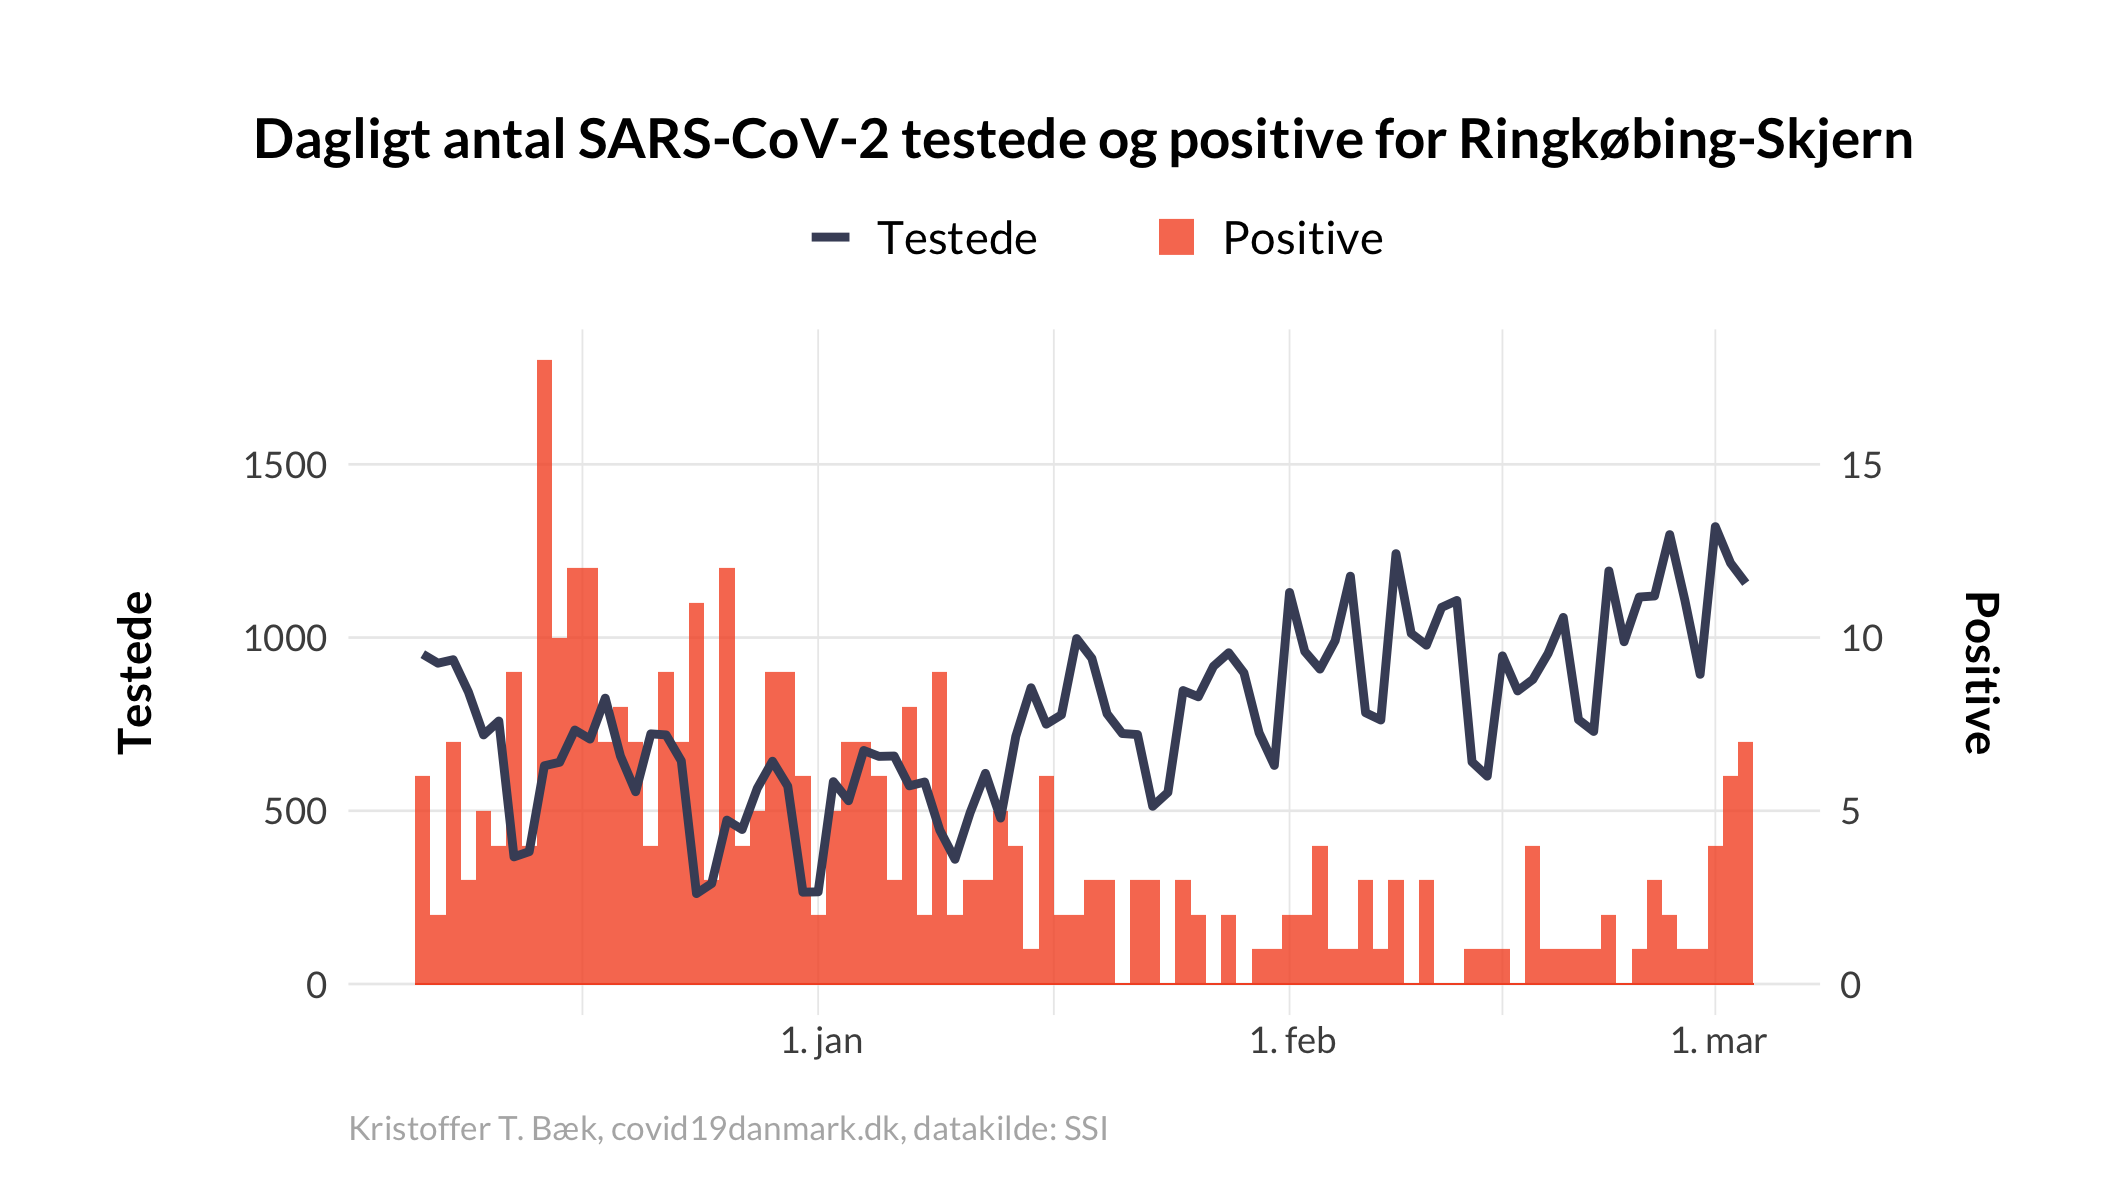 Dagligt antal SARS-CoV-2 testede og positive for Ringkøbing-Skjern
Testede
Positive
Testede
1500
1000
500
0
15
10
5
0
Positive
1. jan
1. feb
1. mar
Kristoffer T. Bæk, covid19danmark.dk, datakilde: SSI